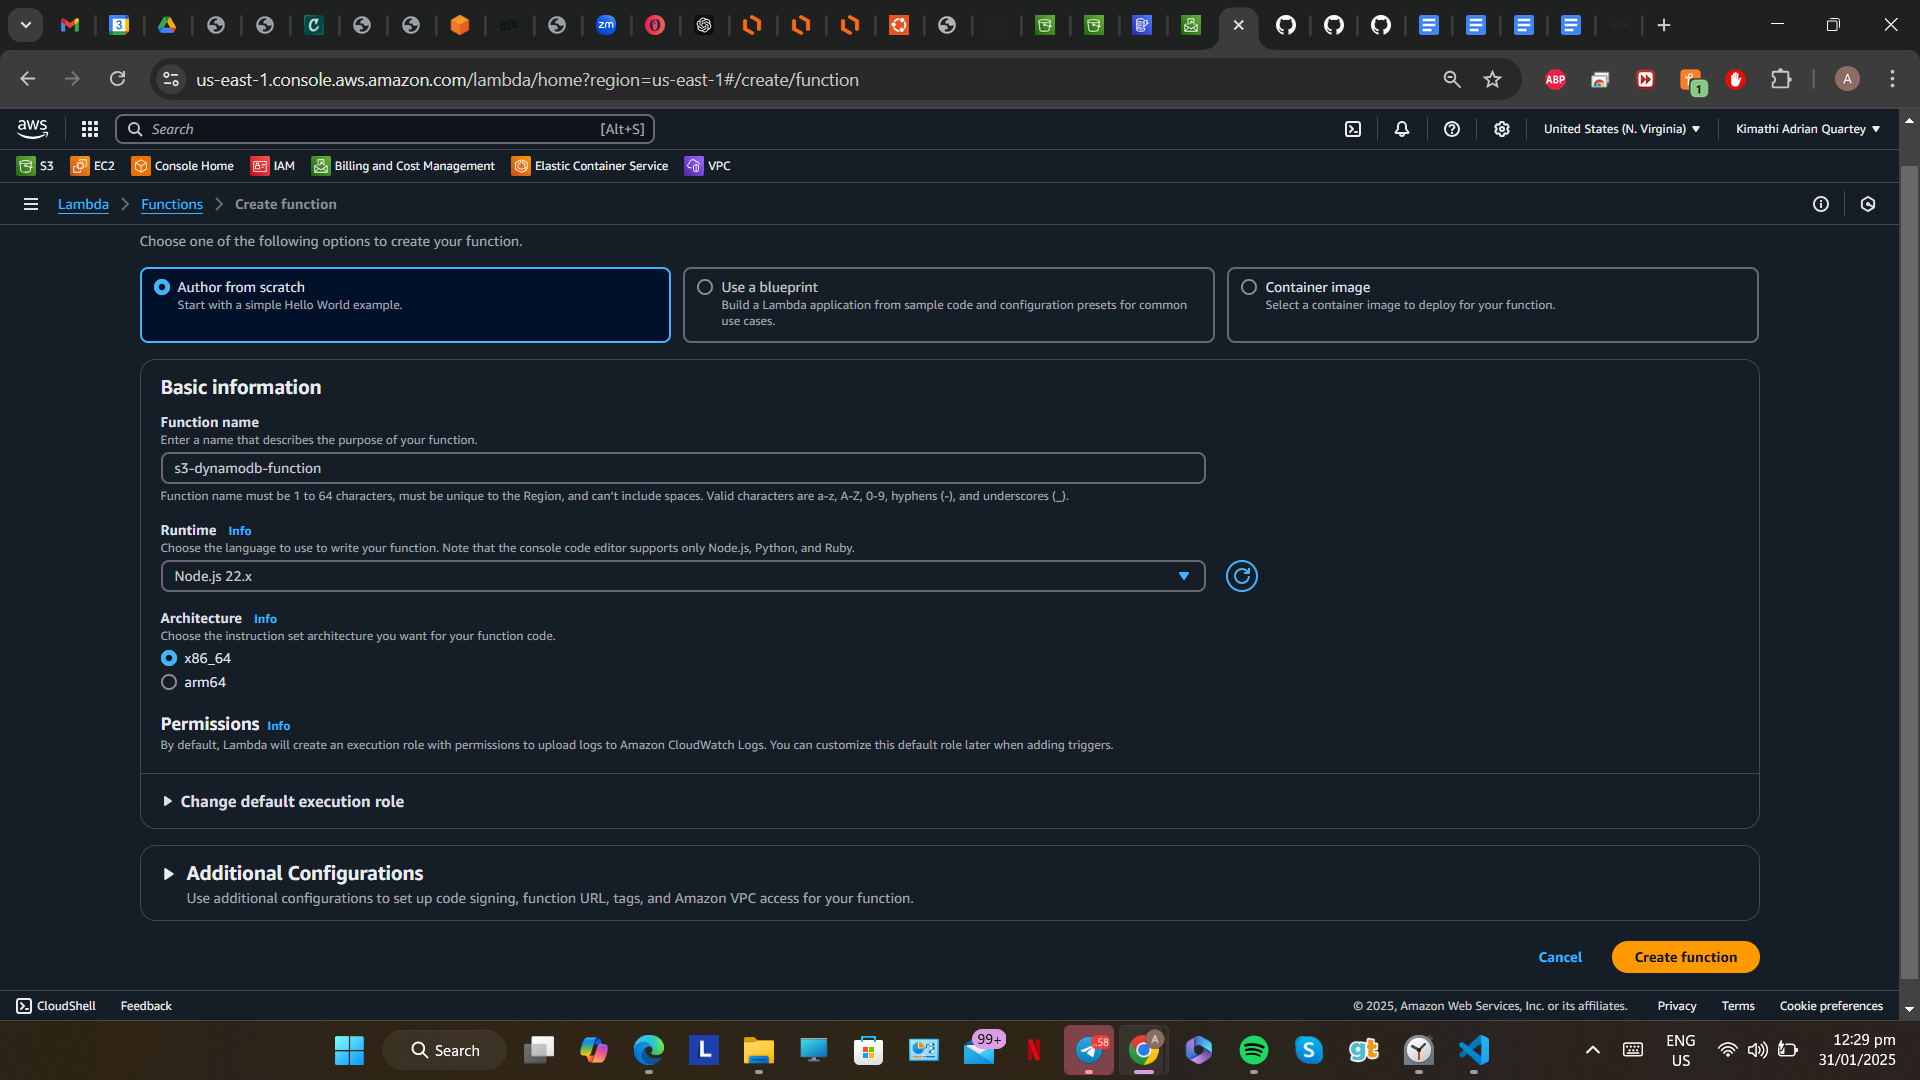 us-east-1.console.aws.amazon.com/lambda/home?region=us-east-1#/create/function
ABP
1
A
aws
Search
[Alt+S]
United States (N. Virginia)
Kimathi Adrian Quartey
S3
EC2
Console Home
IAM
Billing and Cost Management
Elastic Container Service
VPC
Lambda
Functions
Create function
Choose one of the following options to create your function.
Author from scratch
Start with a simple Hello World example.
Use a blueprint
Build a Lambda application from sample code and configuration presets for common
use cases.
Container image
Select a container image to deploy for your function.
Basic information
Function name
Enter a name that describes the purpose of your function.
s3-dynamodb-function
Function name must be 1 to 64 characters, must be unique to the Region, and can't include spaces. Valid characters are a-z, A-Z, 0-9, hyphens (-), and underscores (_).
Runtime Info
Choose the language to use to write your function. Note that the console code editor supports only Node.js, Python, and Ruby.
Node.js 22.x
Architecture Info
Choose the instruction set architecture you want for your function code.
x86_64
arm64
Permissions Info
By default, Lambda will create an execution role with permissions to upload logs to Amazon CloudWatch Logs. You can customize this default role later when adding triggers.
Change default execution role
Additional Configurations
Use additional configurations to set up code signing, function URL, tags, and Amazon VPC access for your function.
Cancel
Create function
CloudShell
Feedback
© 2025, Amazon Web Services, Inc. or its affiliates.
Privacy
Terms
Cookie preferences
Search
L
99+
N
..58
A
S
gt
ENG
US
12:29 pm
31/01/2025